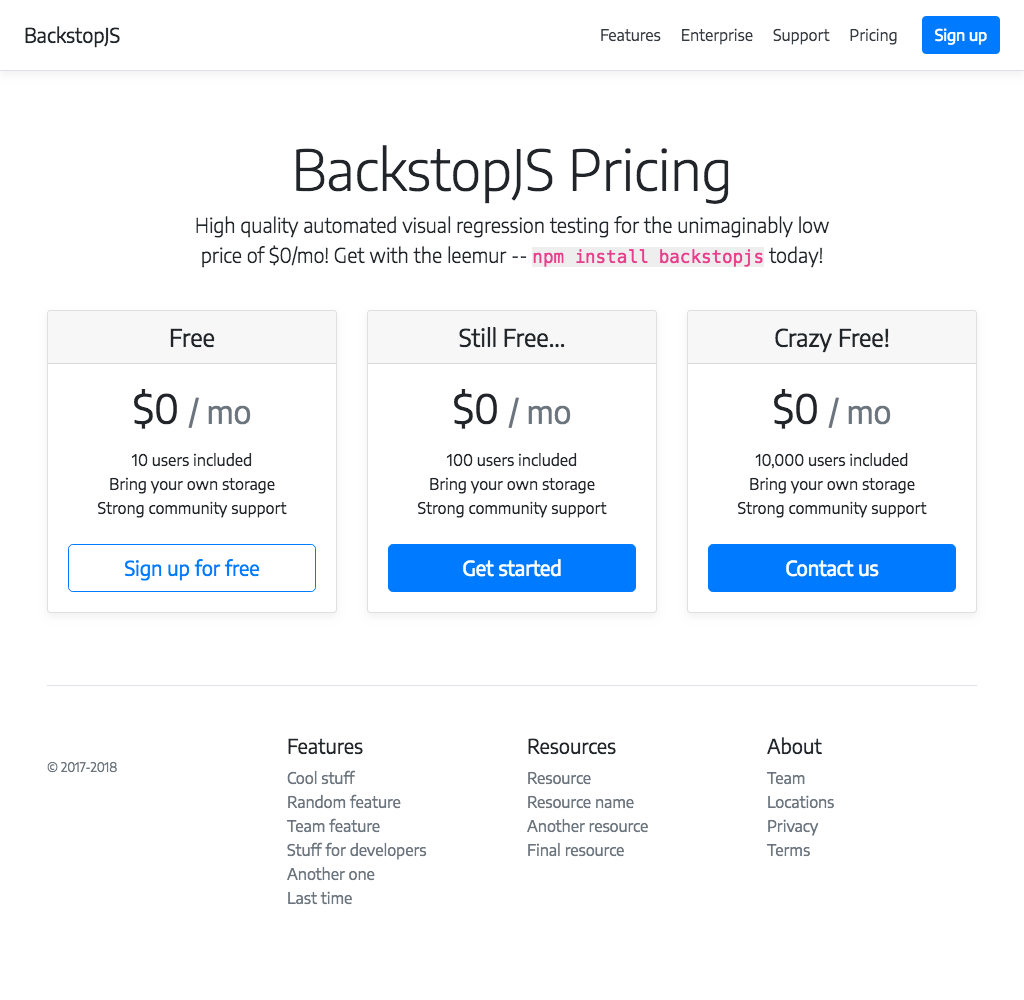 BackstopJS
Features Enterprise Support Pricing Sign up
BackstopJS Pricing
High quality automated visual regression testing for the unimaginably low
price of $0/mo! Get with the leemur -- npm install backstopjs today!
Free
$0 / mo
10 users included
Bring your own storage
Strong community support
Sign up for free
Still Free...
$0 / mo
100 users included
Bring your own storage
Strong community support
Get started
Crazy Free!
$0 / mo
10,000 users included
Bring your own storage
Strong community support
Contact us
© 2017-2018
Features
Cool stuff
Random feature
Team feature
Stuff for developers
Another one
Last time
Resources
Resource
Resource name
Another resource
Final resource
About
Team
Locations
Privacy
Terms